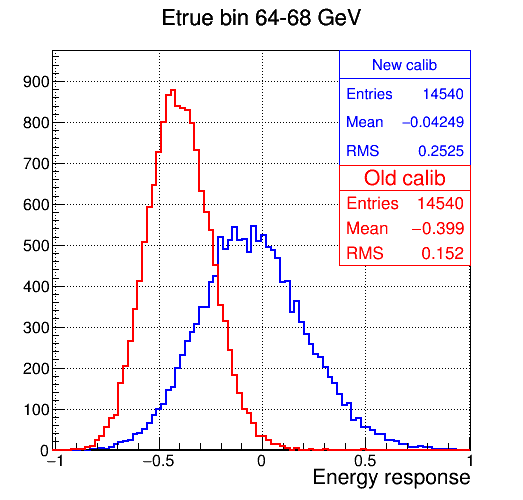 Etrue bin 64-68 GeV
New calib
Entries 14540
Mean −0.04249
RMS 0.2525
Old calib
Entries 14540
Mean −0.399
RMS 0.152
900
800
700
600
500
400
300
200
100
0
−1 −0.5 0 0.5 1
Energy response